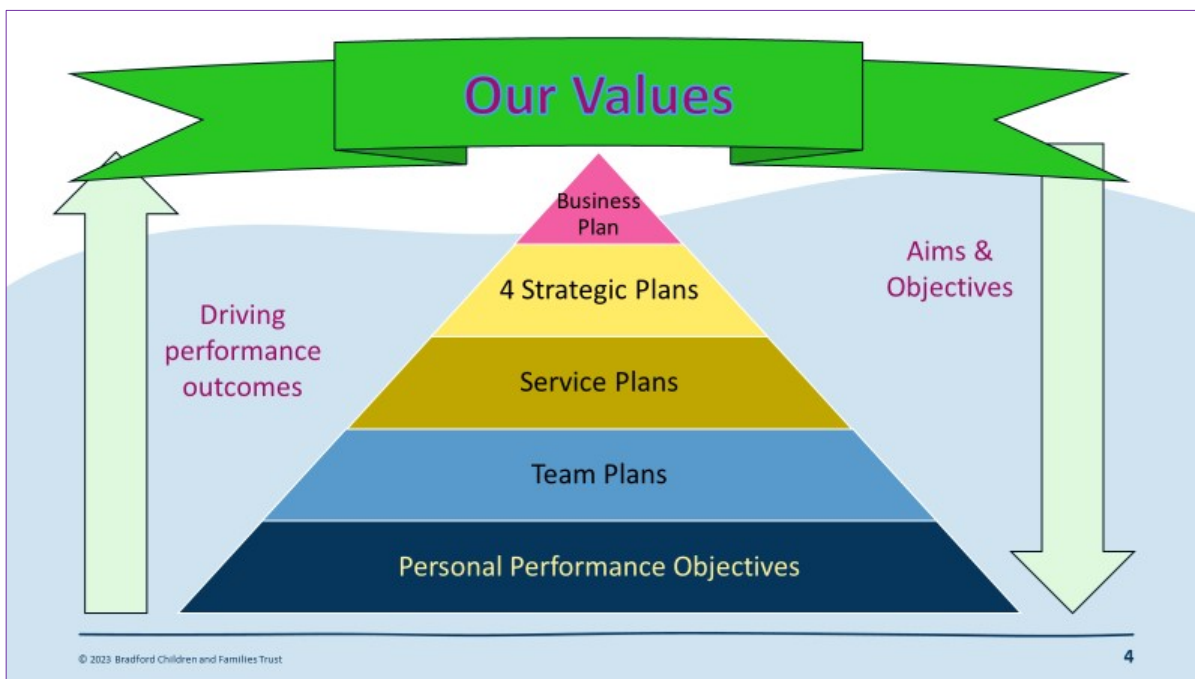 Our Values
Business
Plan
4 Strategic Plans
Service Plans
Team Plans
Personal Performance Objectives
Driving
performance
outcomes
Aims &
Objectives
© 2023 Bradford Children and Families Trust
4